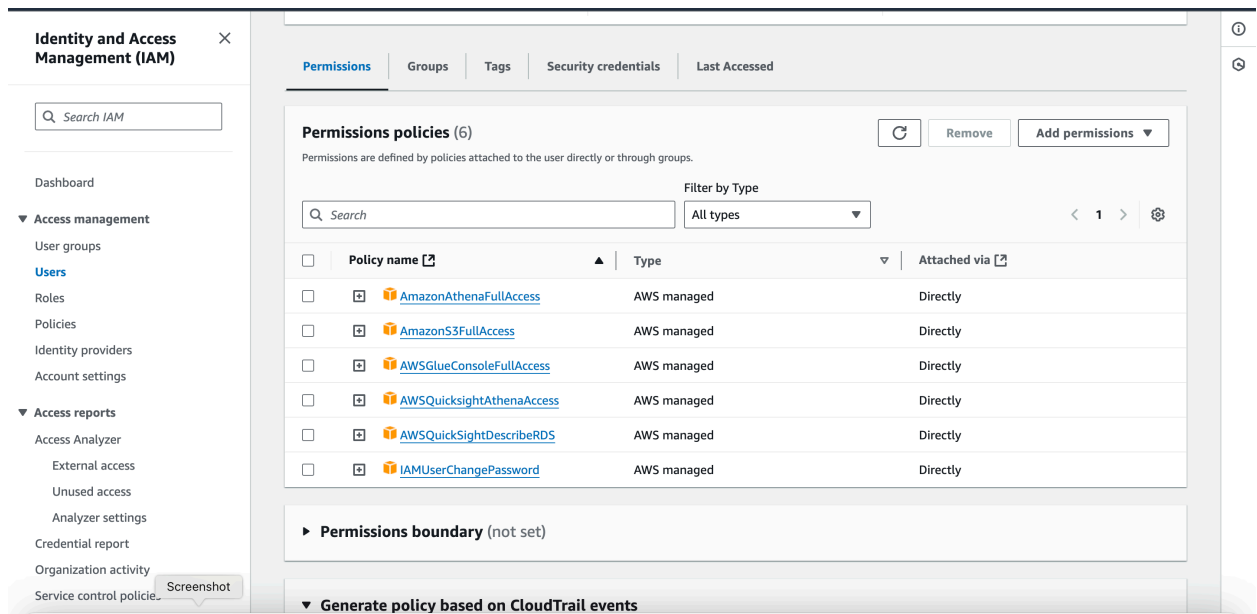 Identity and Access
Management (IAM)
Search IAM
Dashboard
Access management
User groups
Users
Roles
Policies
Identity providers
Account settings
Access reports
Access Analyzer
External access
Unused access
Analyzer settings
Credential report
Organization activity
Service control policies
Screenshot
Permissions Groups Tags Security credentials Last Accessed
Permissions policies (6)
Remove Add permissions
Permissions are defined by policies attached to the user directly or through groups.
Filter by Type
Search All types 1
Policy name Type Attached via
AmazonAthenaFullAccess AWS managed Directly
AmazonS3FullAccess AWS managed Directly
AWSGlueConsoleFullAccess AWS managed Directly
AWSQuicksightAthenaAccess AWS managed Directly
AWSQuickSightDescribeRDS AWS managed Directly
IAMUserChangePassword AWS managed Directly
Permissions boundary (not set)
Generate policy based on CloudTrail events